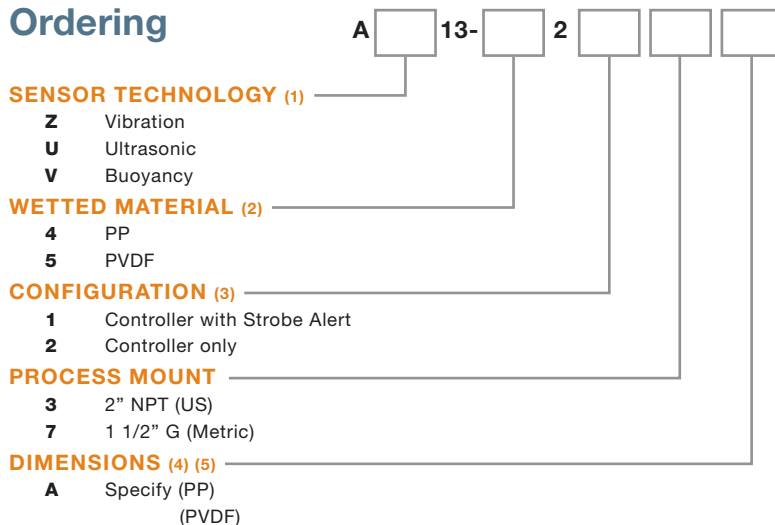 Ordering
A 13- 2
SENSOR TECHNOLOGY (1)
Z Vibration
U Ultrasonic
V Buoyancy
WETTED MATERIAL (2)
4 PP
5 PVDF
CONFIGURATION (3)
1 Controller with Strobe Alert
2 Controller only
PROCESS MOUNT
3 2” NPT (US)
7 1 1/2” G (Metric)
DIMENSIONS (4) (5)
A Specify (PP)
(PVDF)